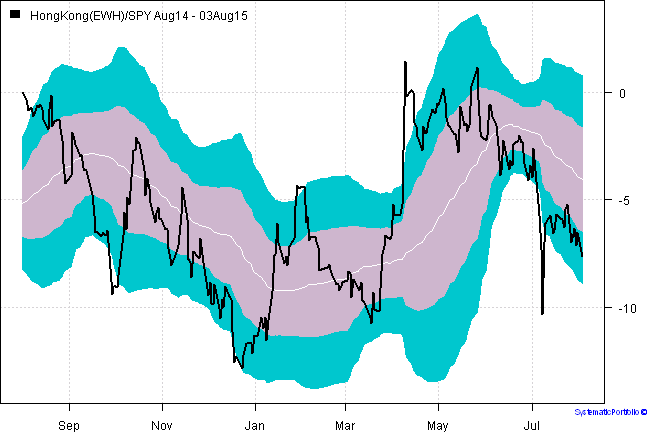 HongKong(EWH)/SPY Aug14 - 03Aug15
0
-5
-10
Sep Nov Jan Mar May Jul
SystematicPortfolio ©